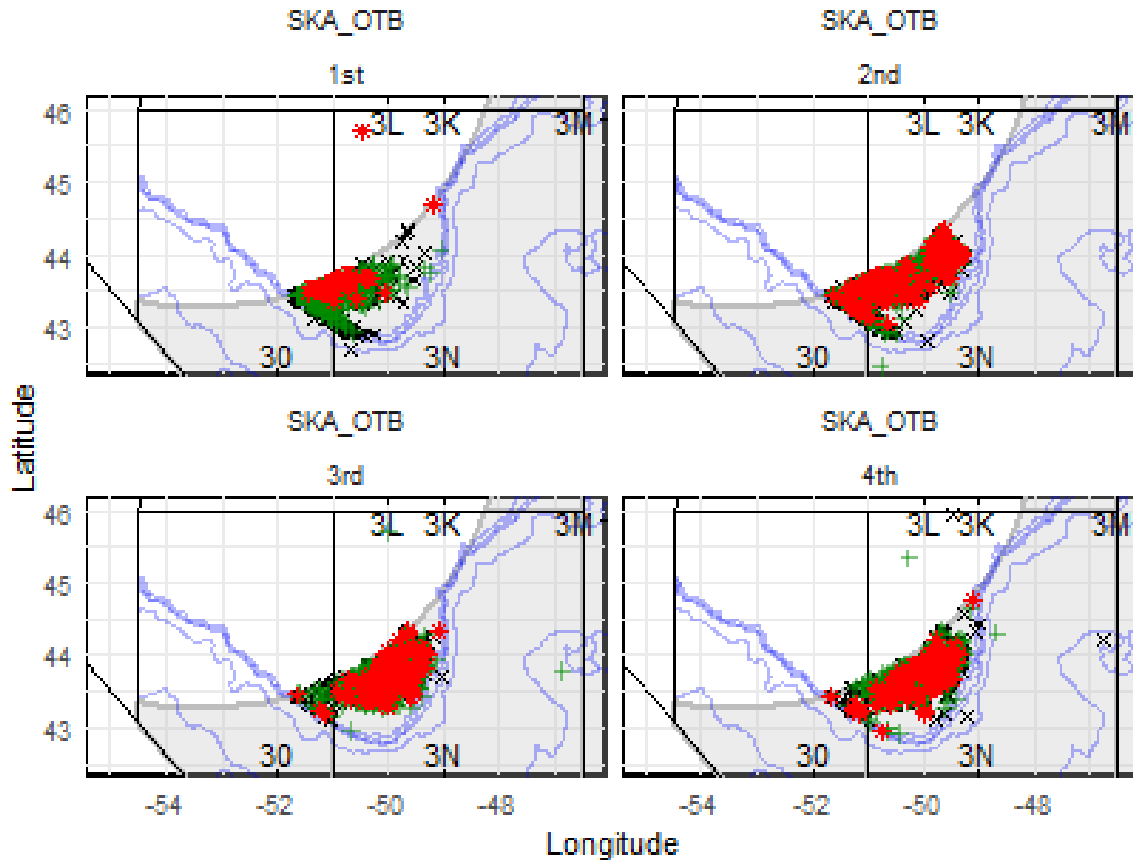 SKA_OTB SKA_OTB
1st 2nd
46 3L 3K 3M 3L 3K 3M
45
44
43
30 3N 30 3N
Latitude
SKA_OTB SKA_OTB
3rd 4th
46 3L 3K 3M 3L 3K 3M
45
44
43
30 3N 30 3N
-54 -52 -50 -48 -54 -52 -50 -48
Longitude